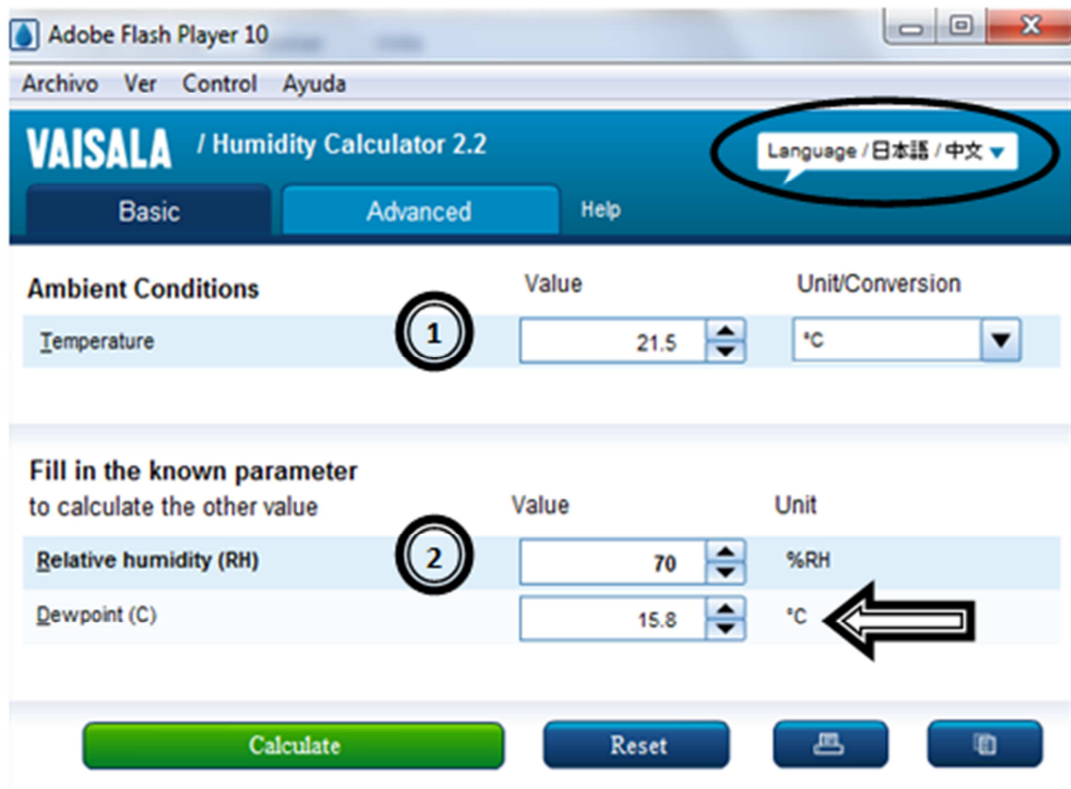 Adobe Flash Player 10
Archivo Ver Control Ayuda
VAISALA / Humidity Calculator 2.2
Language / 日本語 / 中文
Basic Advanced Help
Ambient Conditions Value Unit/Conversion
Temperature 1 21.5 °C
Fill in the known parameter
to calculate the other value Value Unit
Relative humidity (RH) 2 70 %RH
Dewpoint (C) 15.8 °C
Calculate Reset